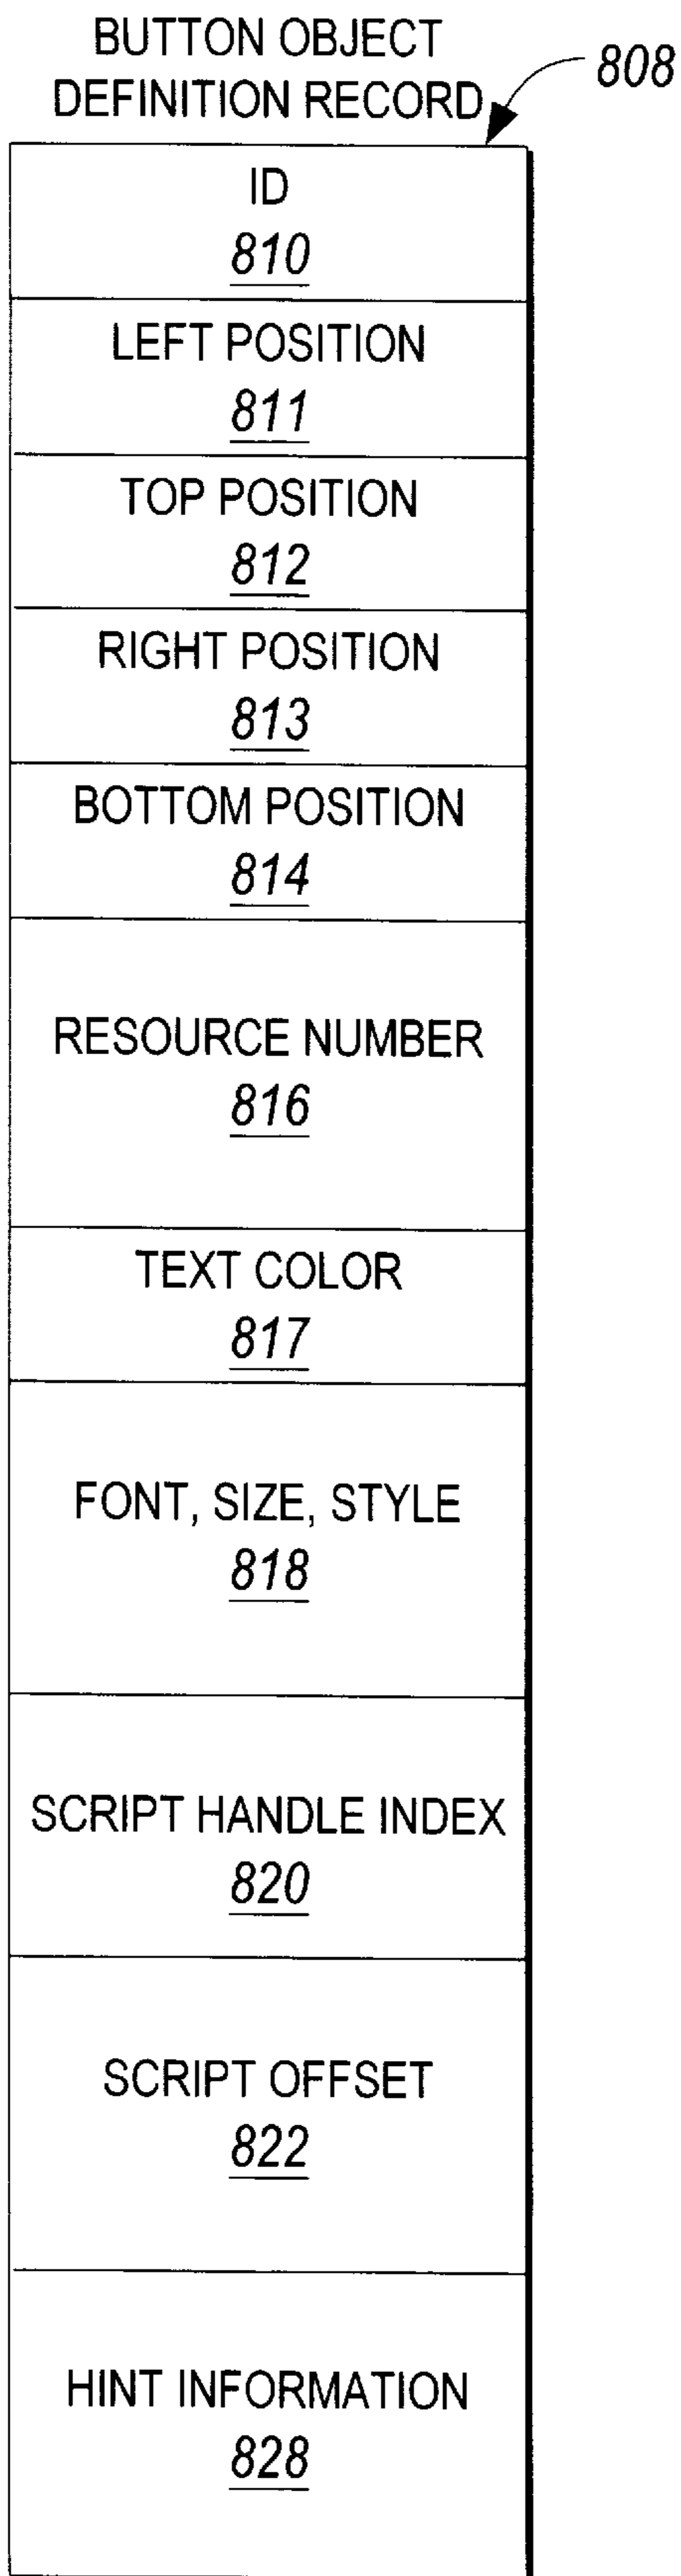 BUTTON OBJECT
DEFINITION RECORD
808
ID
810
LEFT POSITION
811
TOP POSITION
812
RIGHT POSITION
813
BOTTOM POSITION
814
RESOURCE NUMBER
816
TEXT COLOR
817
FONT, SIZE, STYLE
818
SCRIPT HANDLE INDEX
820
SCRIPT OFFSET
822
HINT INFORMATION
828